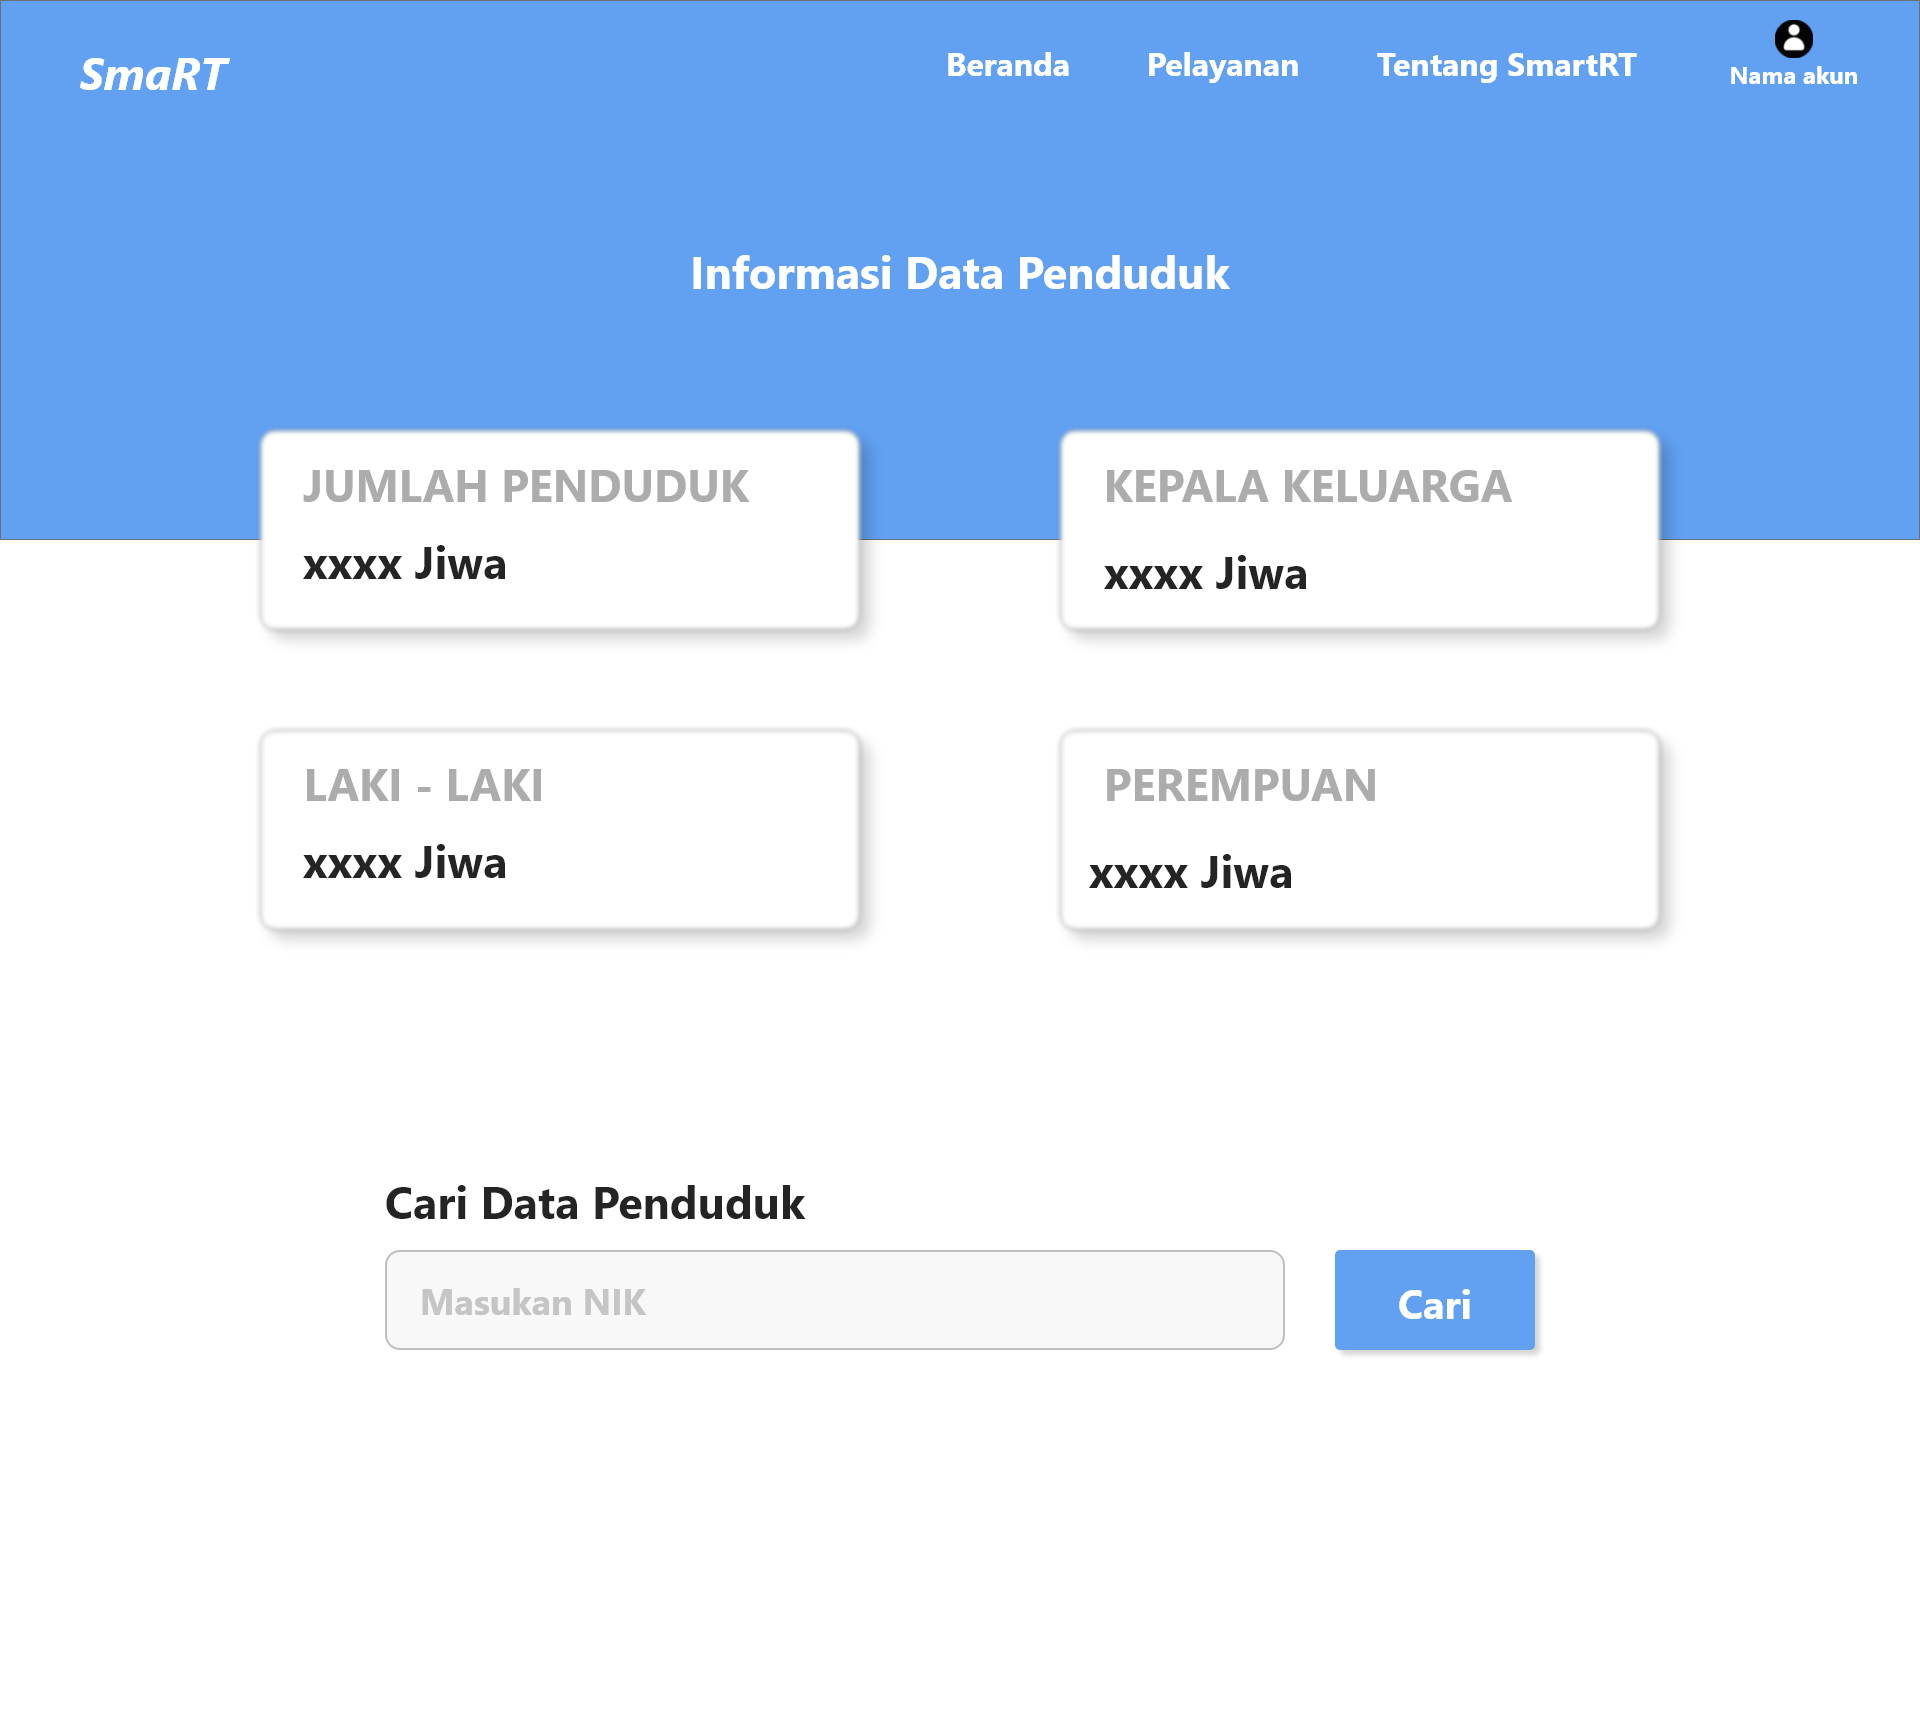 SmaRT
Beranda
Pelayanan
Tentang SmartRT
Nama akun
Informasi Data Penduduk
JUMLAH PENDUDUK
xxxx Jiwa
KEPALA KELUARGA
xxxx Jiwa
LAKI - LAKI
xxxx Jiwa
PEREMPUAN
xxxx Jiwa
Cari Data Penduduk
Masukan NIK
Cari